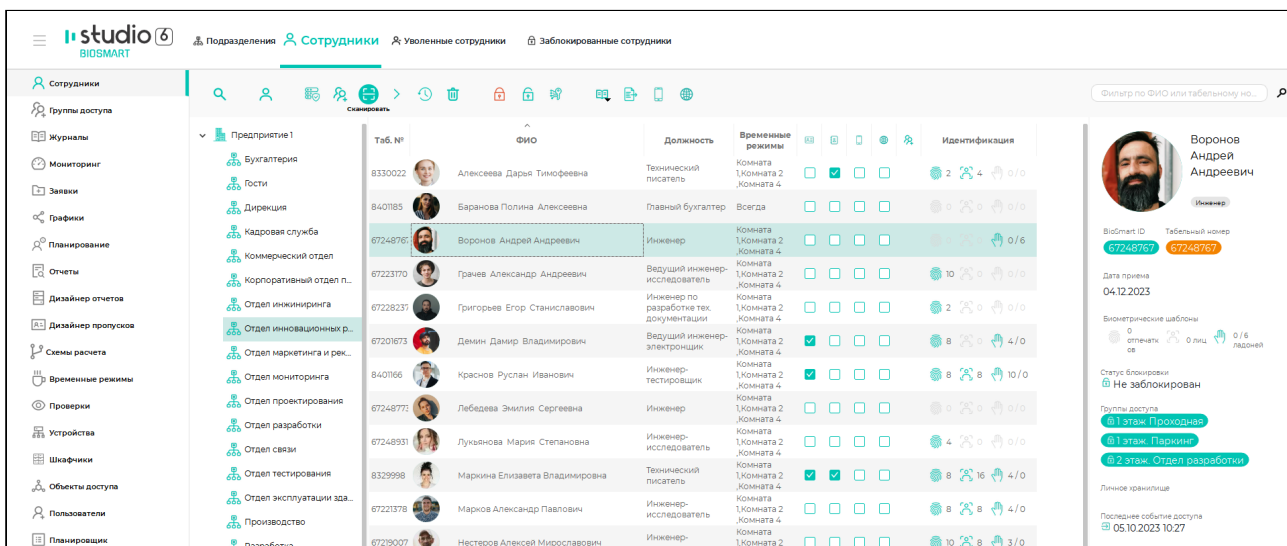 studio 6
BIOSMART
Подразделения Сотрудники Уволенные сотрудники Заблокированные сотрудники
Сотрудники
Группы доступа
Журналы
Мониторинг
Заявки
Графики
Планирование
Отчеты
Дизайнер отчетов
Дизайнер пропусков
Схемы расчета
Временные режимы
Проверки
Устройства
Шкафчики
Объекты доступа
Пользователи
Планировщик
Сканировать
Фильтр по ФИО или табельному но...
Предприятие 1
Бухгалтерия
Гости
Дирекция
Кадровая служба
Коммерческий отдел
Корпоративный отдел п...
Отдел инжиниринга
Отдел инновационных р...
Отдел маркетинга и рек...
Отдел мониторинга
Отдел проектирования
Отдел разработки
Отдел связи
Отдел тестирования
Отдел эксплуатации зда...
Производство
Разработка
Таб. № ФИО Должность Временные режимы Идентификация
8330022 Алексеева Дарья Тимофеевна Технический писатель Комната 1,Комната 2 ,Комната 4 2 4 0/0
8401185 Баранова Полина Алексеевна Главный бухгалтер Всегда 0 0 0/0
67248767 Воронов Андрей Андреевич Инженер Комната 1,Комната 2 ,Комната 4 0 0 0/6
67223170 Грачев Александр Андреевич Ведущий инженер-исследователь Комната 1,Комната 2 ,Комната 4 10 0 0/0
67228237 Григорьев Егор Станиславович Инженер по разработке тех. документации Комната 1,Комната 2 ,Комната 4 2 0 0/0
67201673 Демин Дамир Владимирович Ведущий инженер-электронщик Комната 1,Комната 2 ,Комната 4 8 0 4/0
8401166 Краснов Руслан Иванович Инженер-тестировщик Комната 1,Комната 2 ,Комната 4 8 8 10/0
67248773 Лебедева Эмилия Сергеевна Инженер Комната 1,Комната 2 ,Комната 4 0 0 0/0
67248931 Лукьянова Мария Степановна Инженер-исследователь Комната 1,Комната 2 ,Комната 4 4 0 0/0
8329998 Маркина Елизавета Владимировна Технический писатель Комната 1,Комната 2 ,Комната 4 8 16 4/0
67221378 Марков Александр Павлович Инженер-исследователь Комната 1,Комната 2 ,Комната 4 8 8 4/0
67219007 Нестеров Алексей Мирославович Инженер- Комната 1,Комната 2 10 8 3/0
Воронов
Андрей
Андреевич
Инженер
BioSmart ID Табельный номер
67248767 67248767
Дата приема
04.12.2023
Биометрические шаблоны
0 отпечатков 0 лиц 0/6 ладоней
Статус блокировки
Не заблокирован
Группы доступа
1 этаж Проходная
1 этаж. Паркинг
2 этаж. Отдел разработки
Личное хранилище
Последнее событие доступа
05.10.2023 10:27